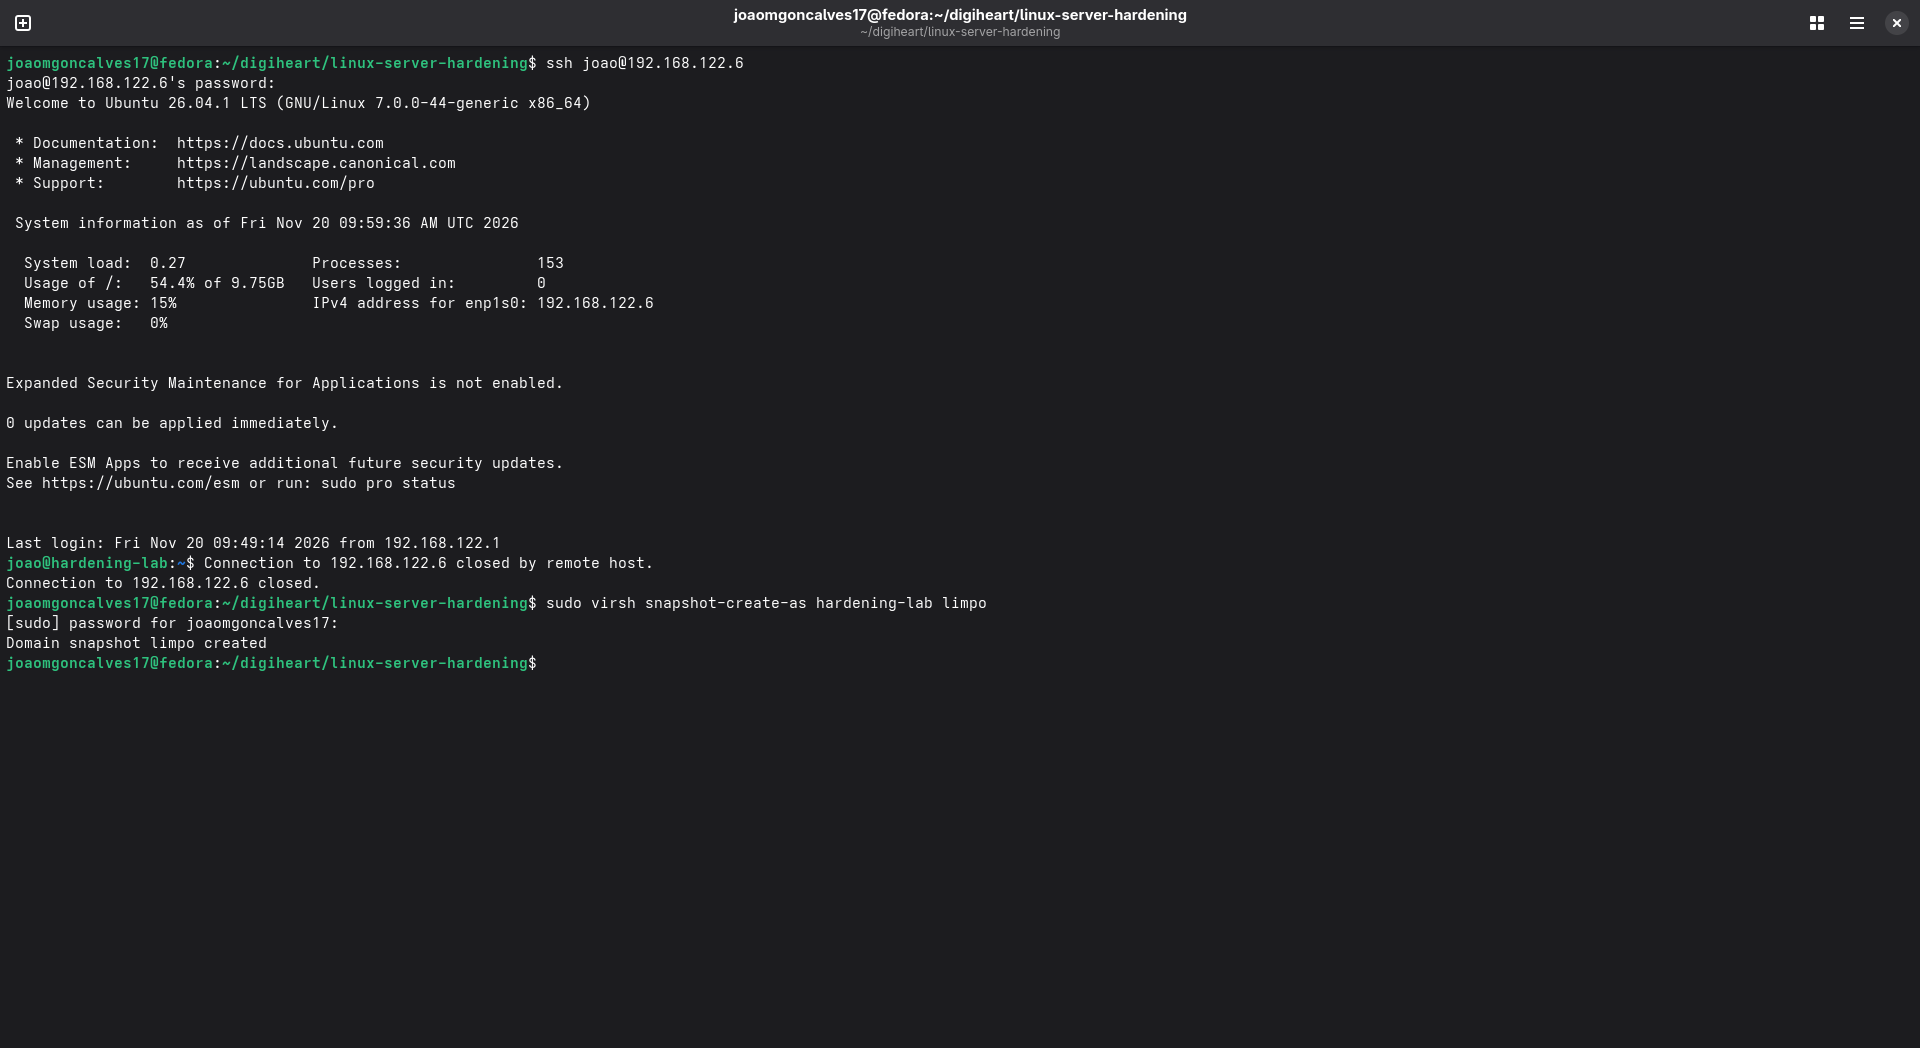 joaomgoncalves17@fedora:~/digiheart/linux-server-hardening
~/digiheart/linux-server-hardening
joaomgoncalves17@fedora:~/digiheart/linux-server-hardening$ ssh joao@192.168.122.6
joao@192.168.122.6's password:
Welcome to Ubuntu 26.04.1 LTS (GNU/Linux 7.0.0-44-generic x86_64)

 * Documentation:  https://docs.ubuntu.com
 * Management:     https://landscape.canonical.com
 * Support:        https://ubuntu.com/pro

 System information as of Fri Nov 20 09:59:36 AM UTC 2026

  System load:  0.27              Processes:               153
  Usage of /:   54.4% of 9.75GB   Users logged in:         0
  Memory usage: 15%               IPv4 address for enp1s0: 192.168.122.6
  Swap usage:   0%

Expanded Security Maintenance for Applications is not enabled.

0 updates can be applied immediately.

Enable ESM Apps to receive additional future security updates.
See https://ubuntu.com/esm or run: sudo pro status

Last login: Fri Nov 20 09:49:14 2026 from 192.168.122.1
joao@hardening-lab:~$ Connection to 192.168.122.6 closed by remote host.
Connection to 192.168.122.6 closed.
joaomgoncalves17@fedora:~/digiheart/linux-server-hardening$ sudo virsh snapshot-create-as hardening-lab limpo
[sudo] password for joaomgoncalves17:
Domain snapshot limpo created
joaomgoncalves17@fedora:~/digiheart/linux-server-hardening$